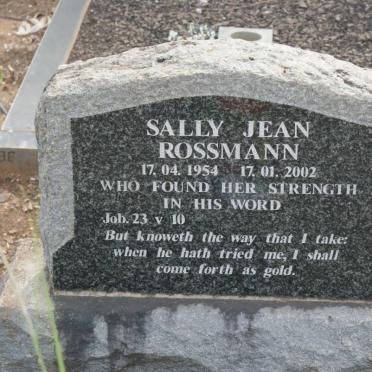 SALLY JEAN
ROSSMANN
17. 04. 1954 17. 01. 2002
WHO FOUND HER STRENGTH
IN HIS WORD
Job. 23 v 10
But knoweth the way that I take:
when he hath tried me, I shall
come forth as gold.